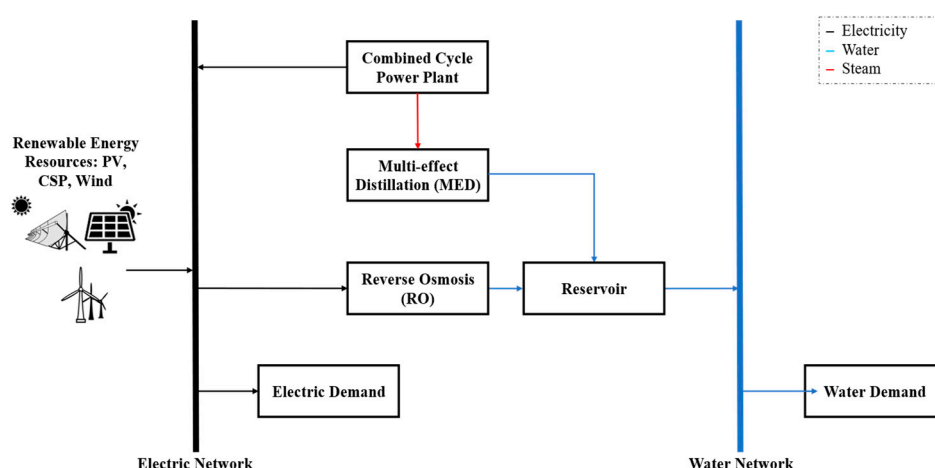 Electricity
Water
Steam
Combined Cycle
Power Plant
Renewable Energy
Resources: PV,
CSP, Wind
Multi-effect
Distillation (MED)
Reverse Osmosis
(RO)
Reservoir
Electric Demand
Water Demand
Electric Network
Water Network